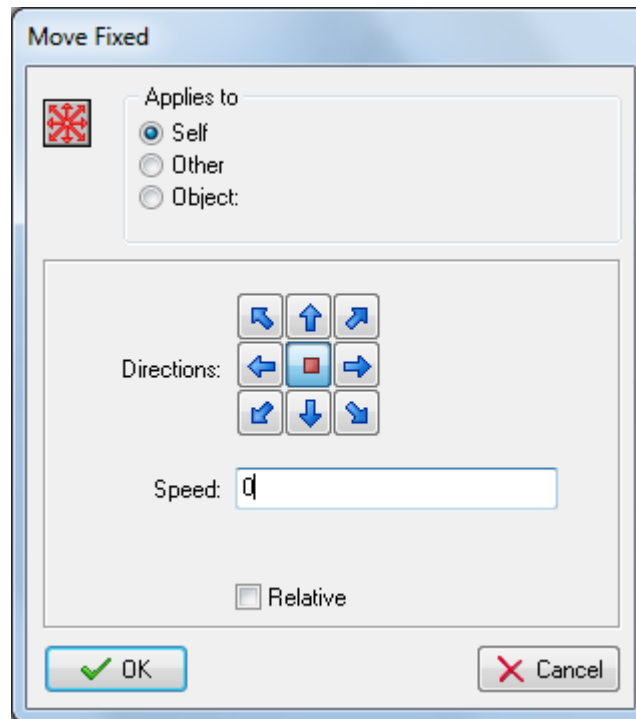 Move Fixed
Applies to
Self
Other
Object:
Directions:
Speed: 0
Relative
OK
Cancel